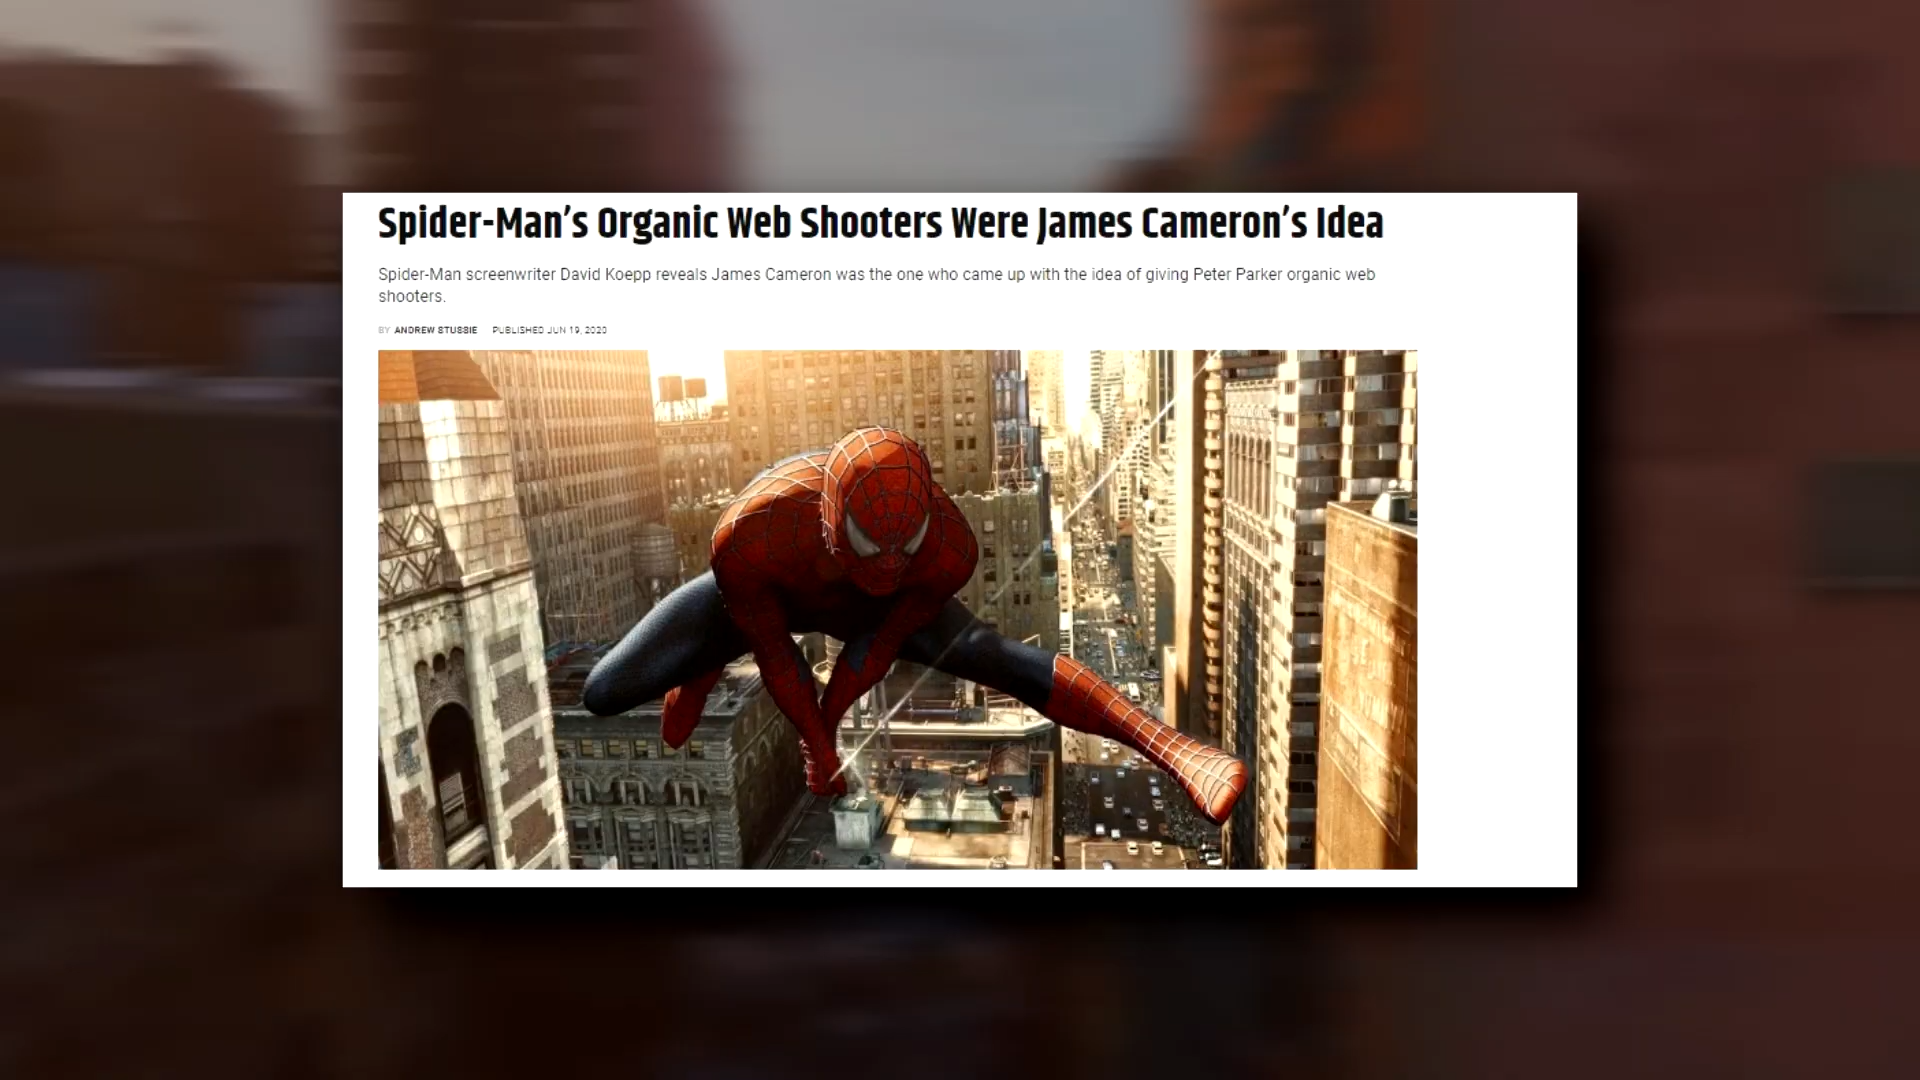 Spider-Man’s Organic Web Shooters Were James Cameron’s Idea
Spider-Man screenwriter David Koepp reveals James Cameron was the one who came up with the idea of giving Peter Parker organic web
shooters.
BY ANDREW STUSSIE PUBLISHED JUN 19, 2020